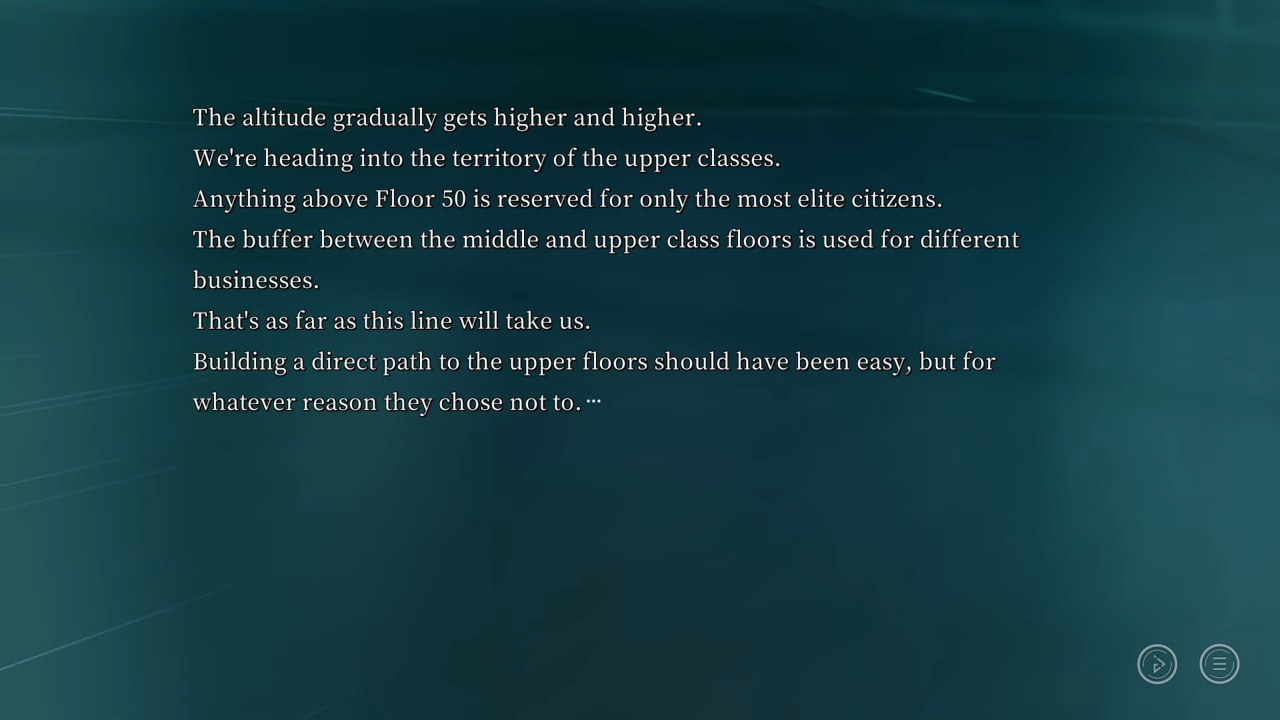 The altitude gradually gets higher and higher.
We're heading into the territory of the upper classes.
Anything above Floor 50 is reserved for only the most elite citizens.
The buffer between the middle and upper class floors is used for different
businesses.
That's as far as this line will take us.
Building a direct path to the upper floors should have been easy, but for
whatever reason they chose not to.